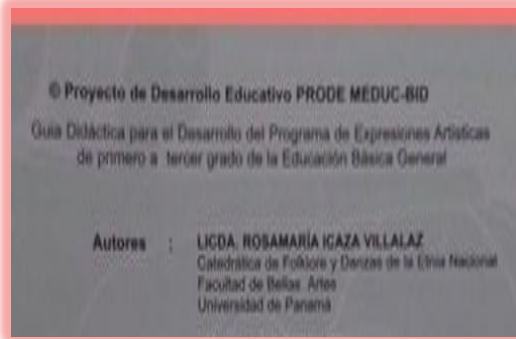 © Proyecto de Desarrollo Educativo PRODE MEDUC-BID
Guia Didáctica para el Desarrollo del Programa de Expresiones Artísticas
de primero a tercer grado de la Educación Básica General
Autores : LICDA. ROSAMARÍA ICAZA VILLALAZ
Catedrática de Folklore y Danzas de la Etnia Nacional
Facultad de Bellas Artes
Universidad de Panamá